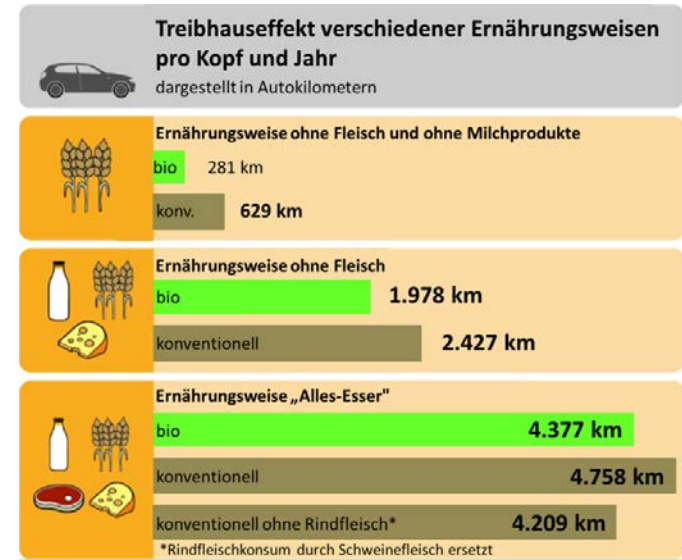 Treibhauseffekt verschiedener Ernährungsweisen
pro Kopf und Jahr
dargestellt in Autokilometern
Ernährungsweise ohne Fleisch und ohne Milchprodukte
bio 281 km
konv. 629 km
Ernährungsweise ohne Fleisch
bio 1.978 km
konventionell 2.427 km
Ernährungsweise „Alles-Esser"
bio 4.377 km
konventionell 4.758 km
konventionell ohne Rindfleisch* 4.209 km
*Rindfleischkonsum durch Schweinefleisch ersetzt